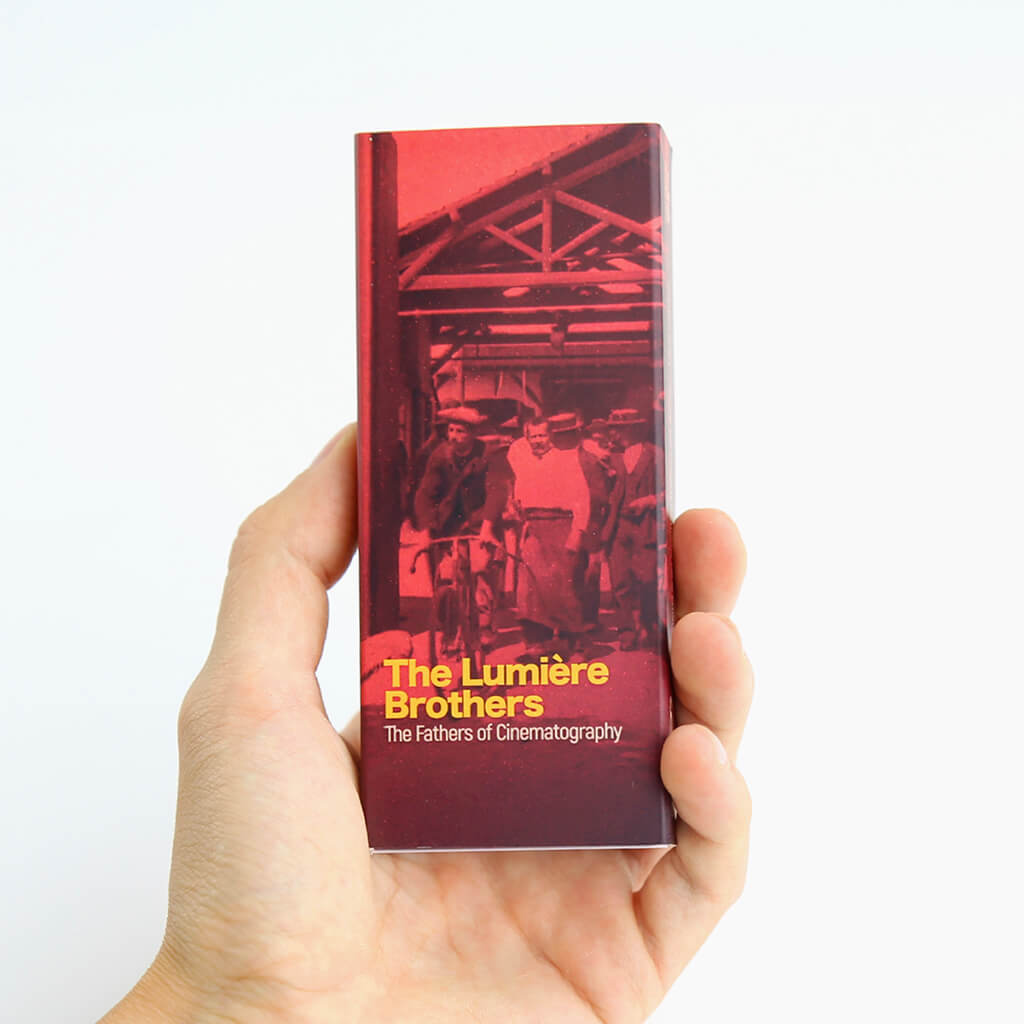 The Lumière
Brothers
The Fathers of Cinematography